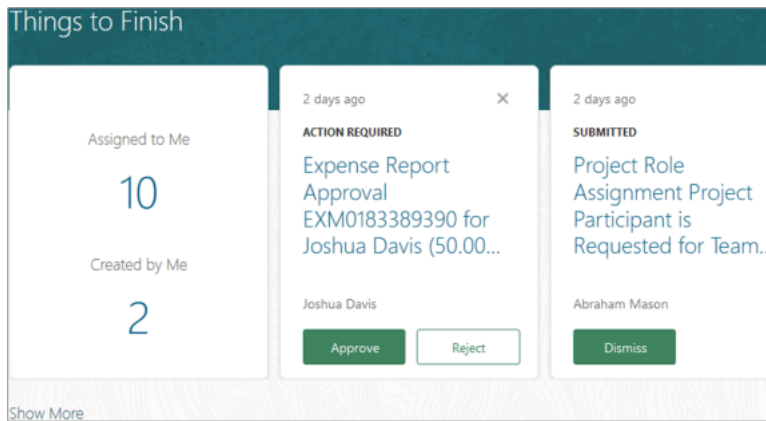 Things to Finish
Assigned to Me
10
Created by Me
2
2 days ago
ACTION REQUIRED
Expense Report
Approval
EXM0183389390 for
Joshua Davis (50.00...
Joshua Davis
Approve
Reject
2 days ago
SUBMITTED
Project Role
Assignment Project
Participant is
Requested for Team..
Abraham Mason
Dismiss
Show More